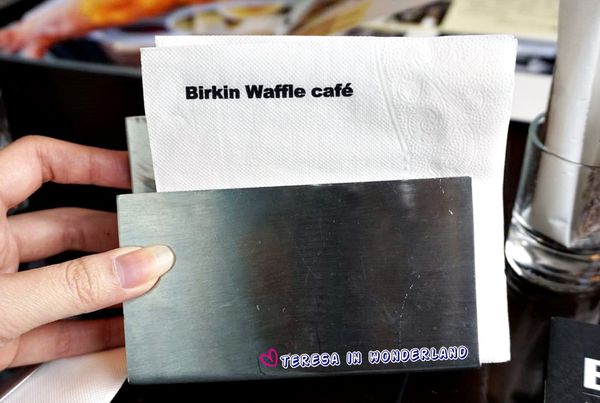 Birkin Waffle café
TERESA IN WONDERLAND